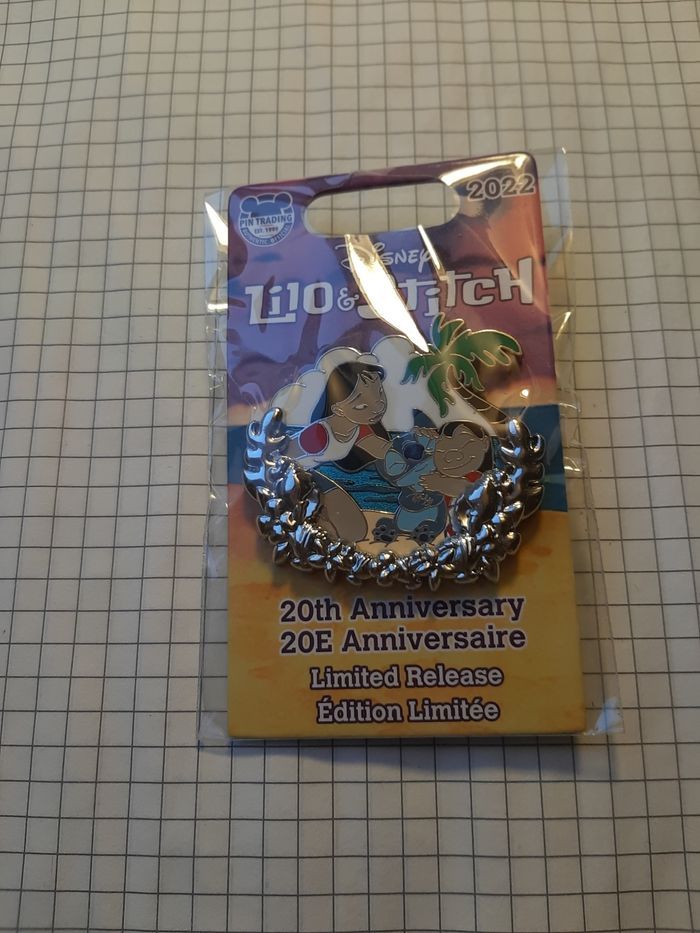 2022
PIN TRADING
EST. 1999
Disney
Lilo & Stitch
20th Anniversary
20E Anniversaire
Limited Release
Édition Limitée